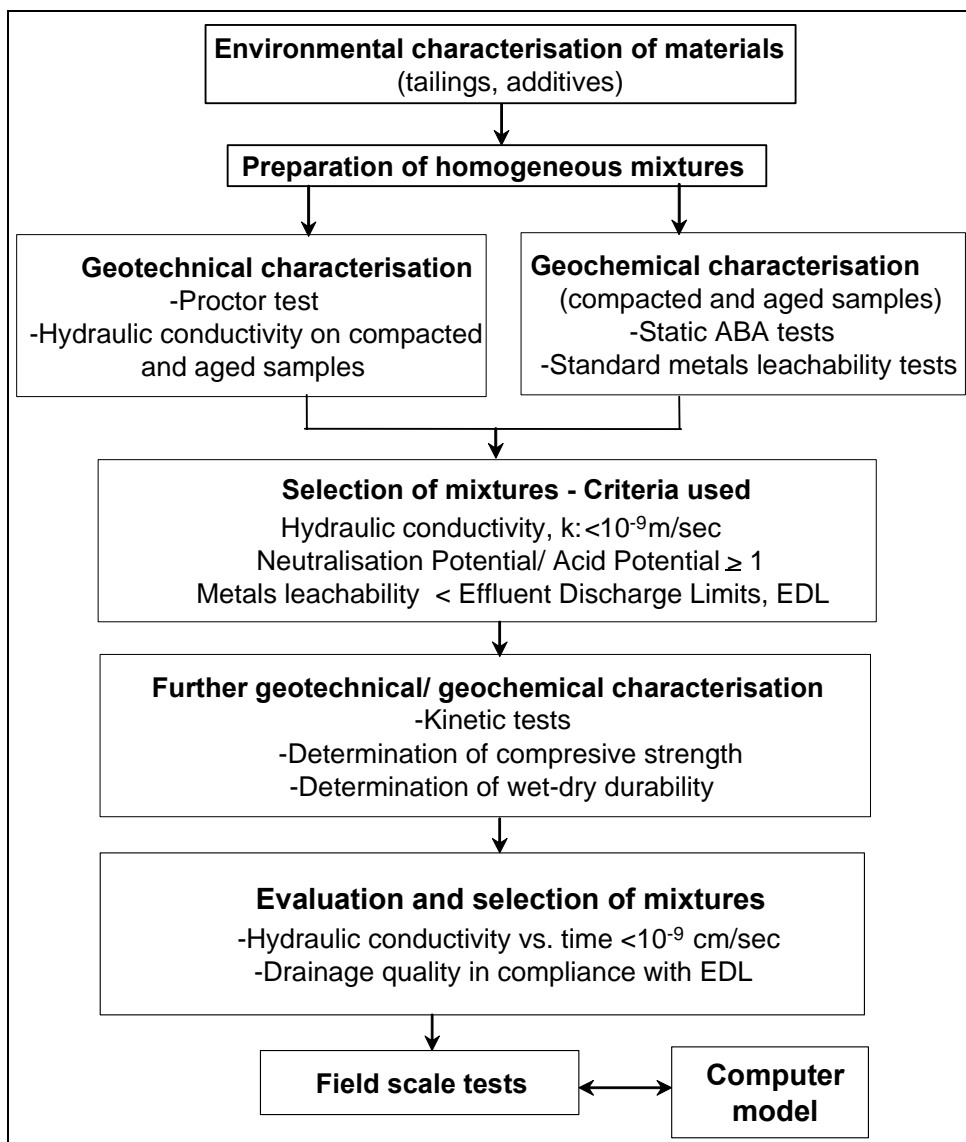 Environmental characterisation of materials
(tailings, additives)
Preparation of homogeneous mixtures
Geotechnical characterisation
-Proctor test
-Hydraulic conductivity on compacted
and aged samples
Geochemical characterisation
(compacted and aged samples)
-Static ABA tests
-Standard metals leachability tests
Selection of mixtures - Criteria used
Hydraulic conductivity, k:<10⁻⁹m/sec
Neutralisation Potential/ Acid Potential ≥ 1
Metals leachability < Effluent Discharge Limits, EDL
Further geotechnical/ geochemical characterisation
-Kinetic tests
-Determination of compresive strength
-Determination of wet-dry durability
Evaluation and selection of mixtures
-Hydraulic conductivity vs. time <10⁻⁹ cm/sec
-Drainage quality in compliance with EDL
Field scale tests
Computer
model